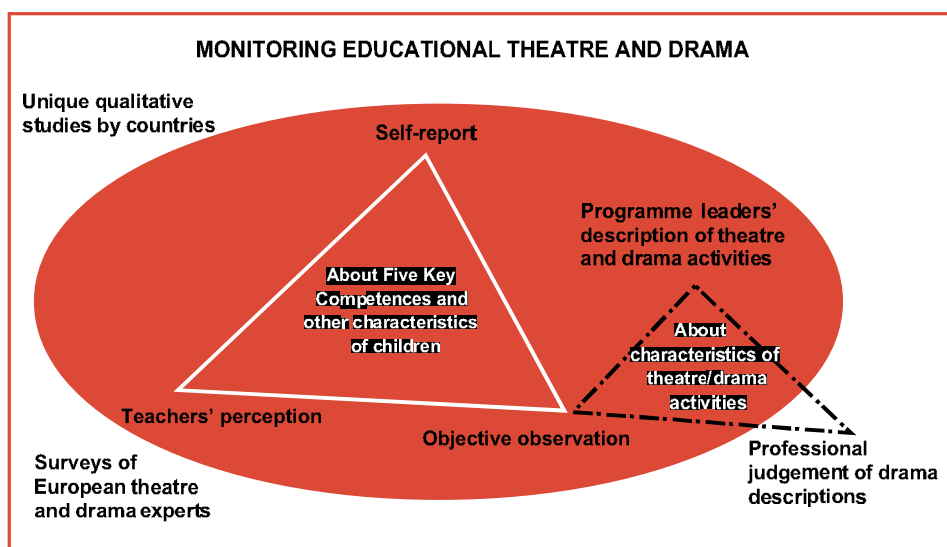 MONITORING EDUCATIONAL THEATRE AND DRAMA
Unique qualitative
studies by countries
Self-report
Programme leaders’
description of theatre
and drama activities
About Five Key
Competences and
other characteristics
of children
About
characteristics of
theatre/drama
activities
Teachers’ perception
Objective observation
Professional
judgement of drama
descriptions
Surveys of
European theatre
and drama experts